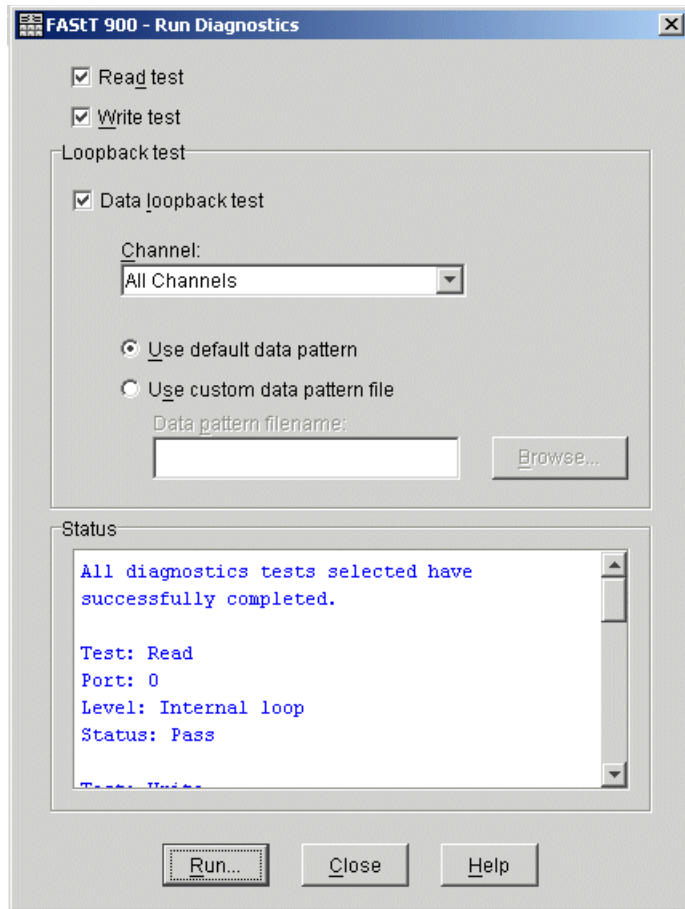 FAStT 900 - Run Diagnostics
Read test
Write test
Loopback test
Data loopback test
Channel:
All Channels
Use default data pattern
Use custom data pattern file
Data pattern filename:
Browse...
Status
All diagnostics tests selected have
successfully completed.
Test: Read
Port: 0
Level: Internal loop
Status: Pass
Test: Write
Run...
Close
Help